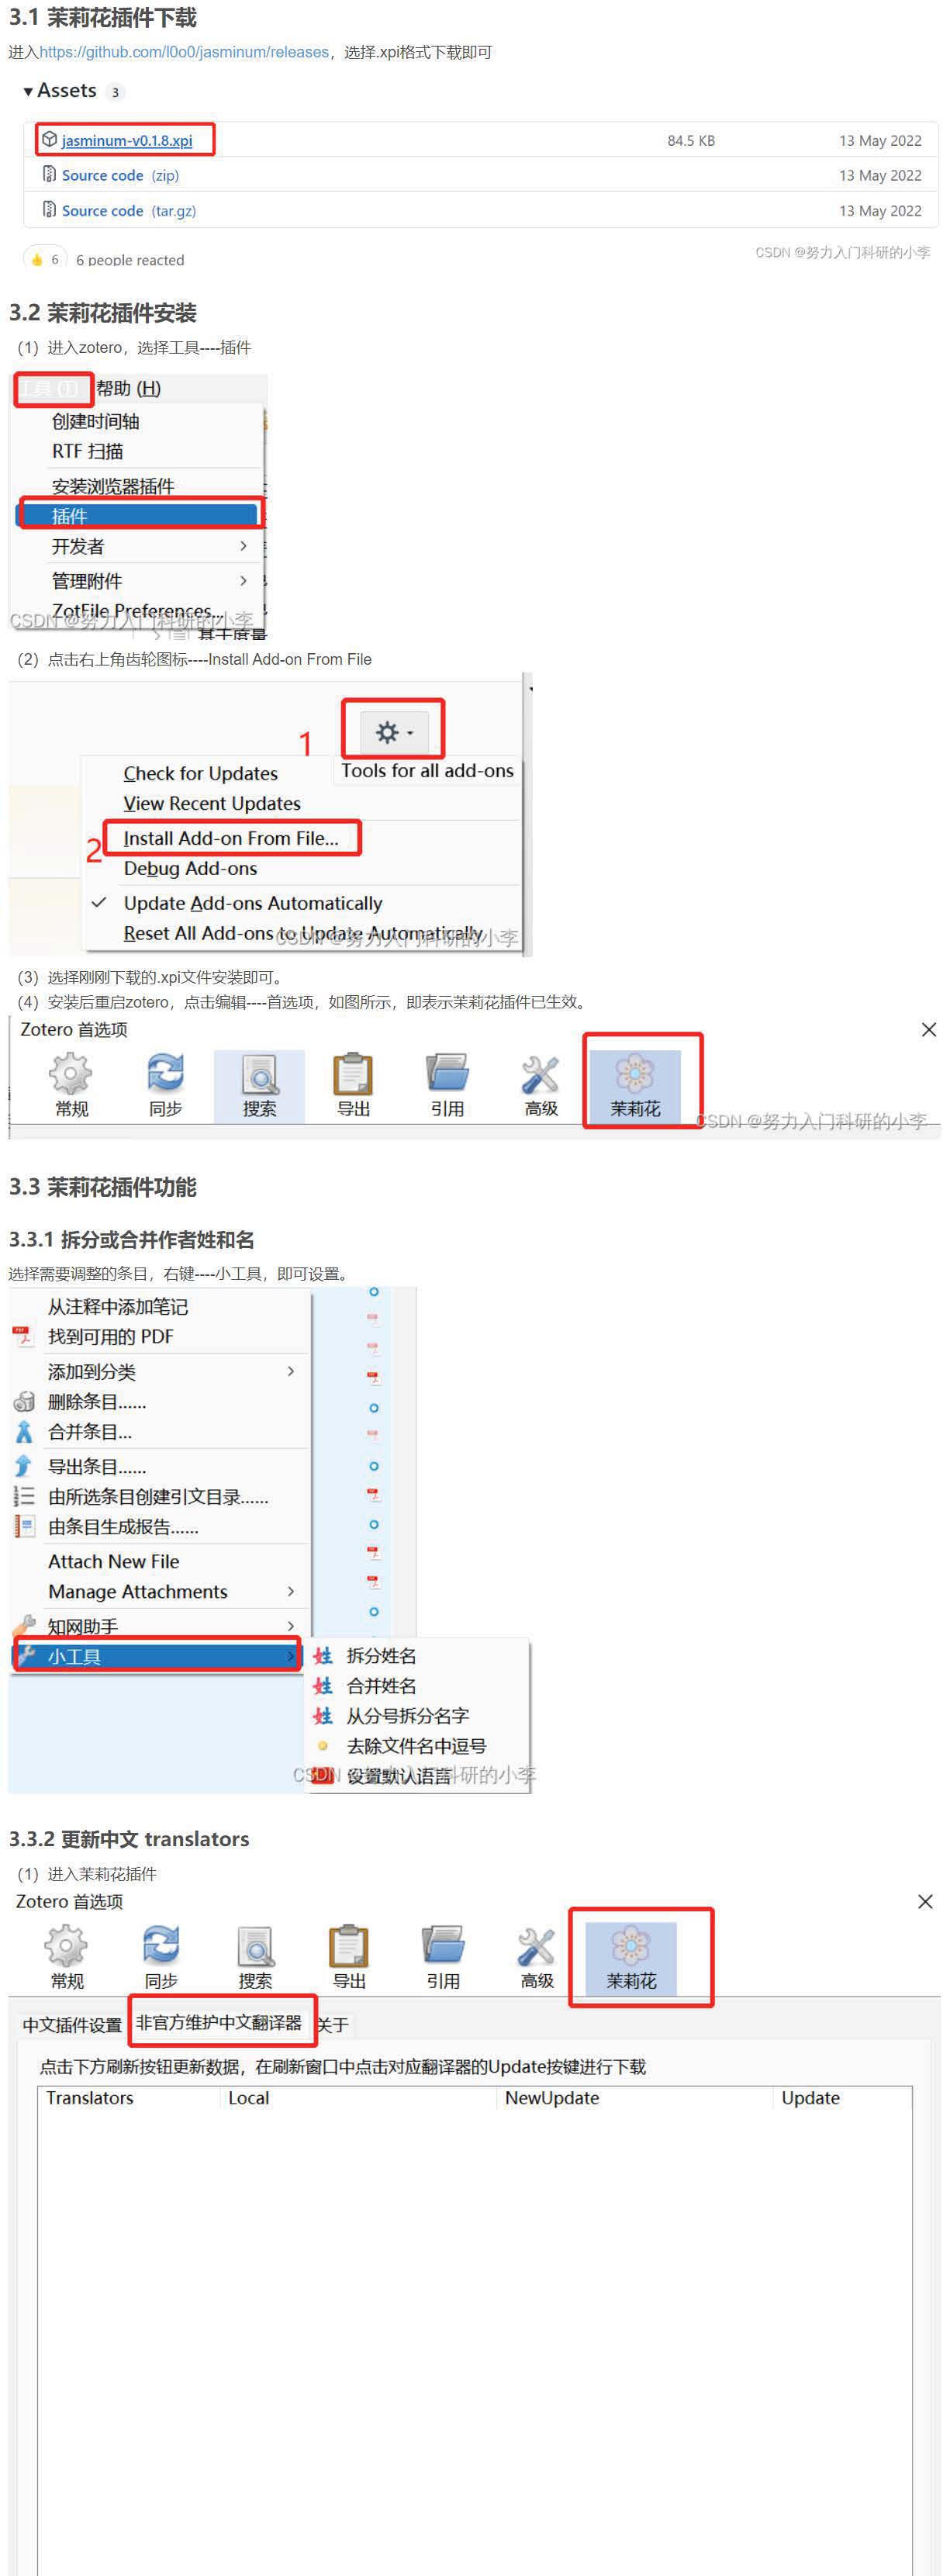 3.1 茉莉花插件下载
进入https://github.com/l0o0/jasminum/releases，选择.xpi格式下载即可
Assets 3
jasminum-v0.1.8.xpi 84.5 KB 13 May 2022
Source code (zip) 13 May 2022
Source code (tar.gz) 13 May 2022
6 6 people reacted
CSDN @努力入门科研的小李
3.2 茉莉花插件安装
（1）进入zotero，选择工具----插件
工具 (T) 帮助 (H)
创建时间轴
RTF 扫描
安装浏览器插件
插件
开发者
管理附件
ZotFile Preferences...
CSDN @努力入门科研的小李
基于质量
（2）点击右上角齿轮图标----Install Add-on From File
1
Tools for all add-ons
Check for Updates
View Recent Updates
2 Install Add-on From File...
Debug Add-ons
Update Add-ons Automatically
Reset All Add-ons to Update Automatically
CSDN @努力入门科研的小李
（3）选择刚刚下载的.xpi文件安装即可。
（4）安装后重启zotero，点击编辑----首选项，如图所示，即表示茉莉花插件已生效。
Zotero 首选项
常规 同步 搜索 导出 引用 高级 茉莉花
CSDN @努力入门科研的小李
3.3 茉莉花插件功能
3.3.1 拆分或合并作者姓和名
选择需要调整的条目，右键----小工具，即可设置。
从注释中添加笔记
找到可用的 PDF
添加到分类
删除条目......
合并条目...
导出条目......
由所选条目创建引文目录......
由条目生成报告......
Attach New File
Manage Attachments
知网助手
小工具
姓 拆分姓名
姓 合并姓名
姓 从分号拆分名字
去除文件名中逗号
设置默认语言
CSDN @努力入门科研的小李
3.3.2 更新中文 translators
（1）进入茉莉花插件
Zotero 首选项
常规 同步 搜索 导出 引用 高级 茉莉花
中文插件设置 非官方维护中文翻译器 关于
点击下方刷新按钮更新数据，在刷新窗口中点击对应翻译器的Update按键进行下载
Translators Local NewUpdate Update